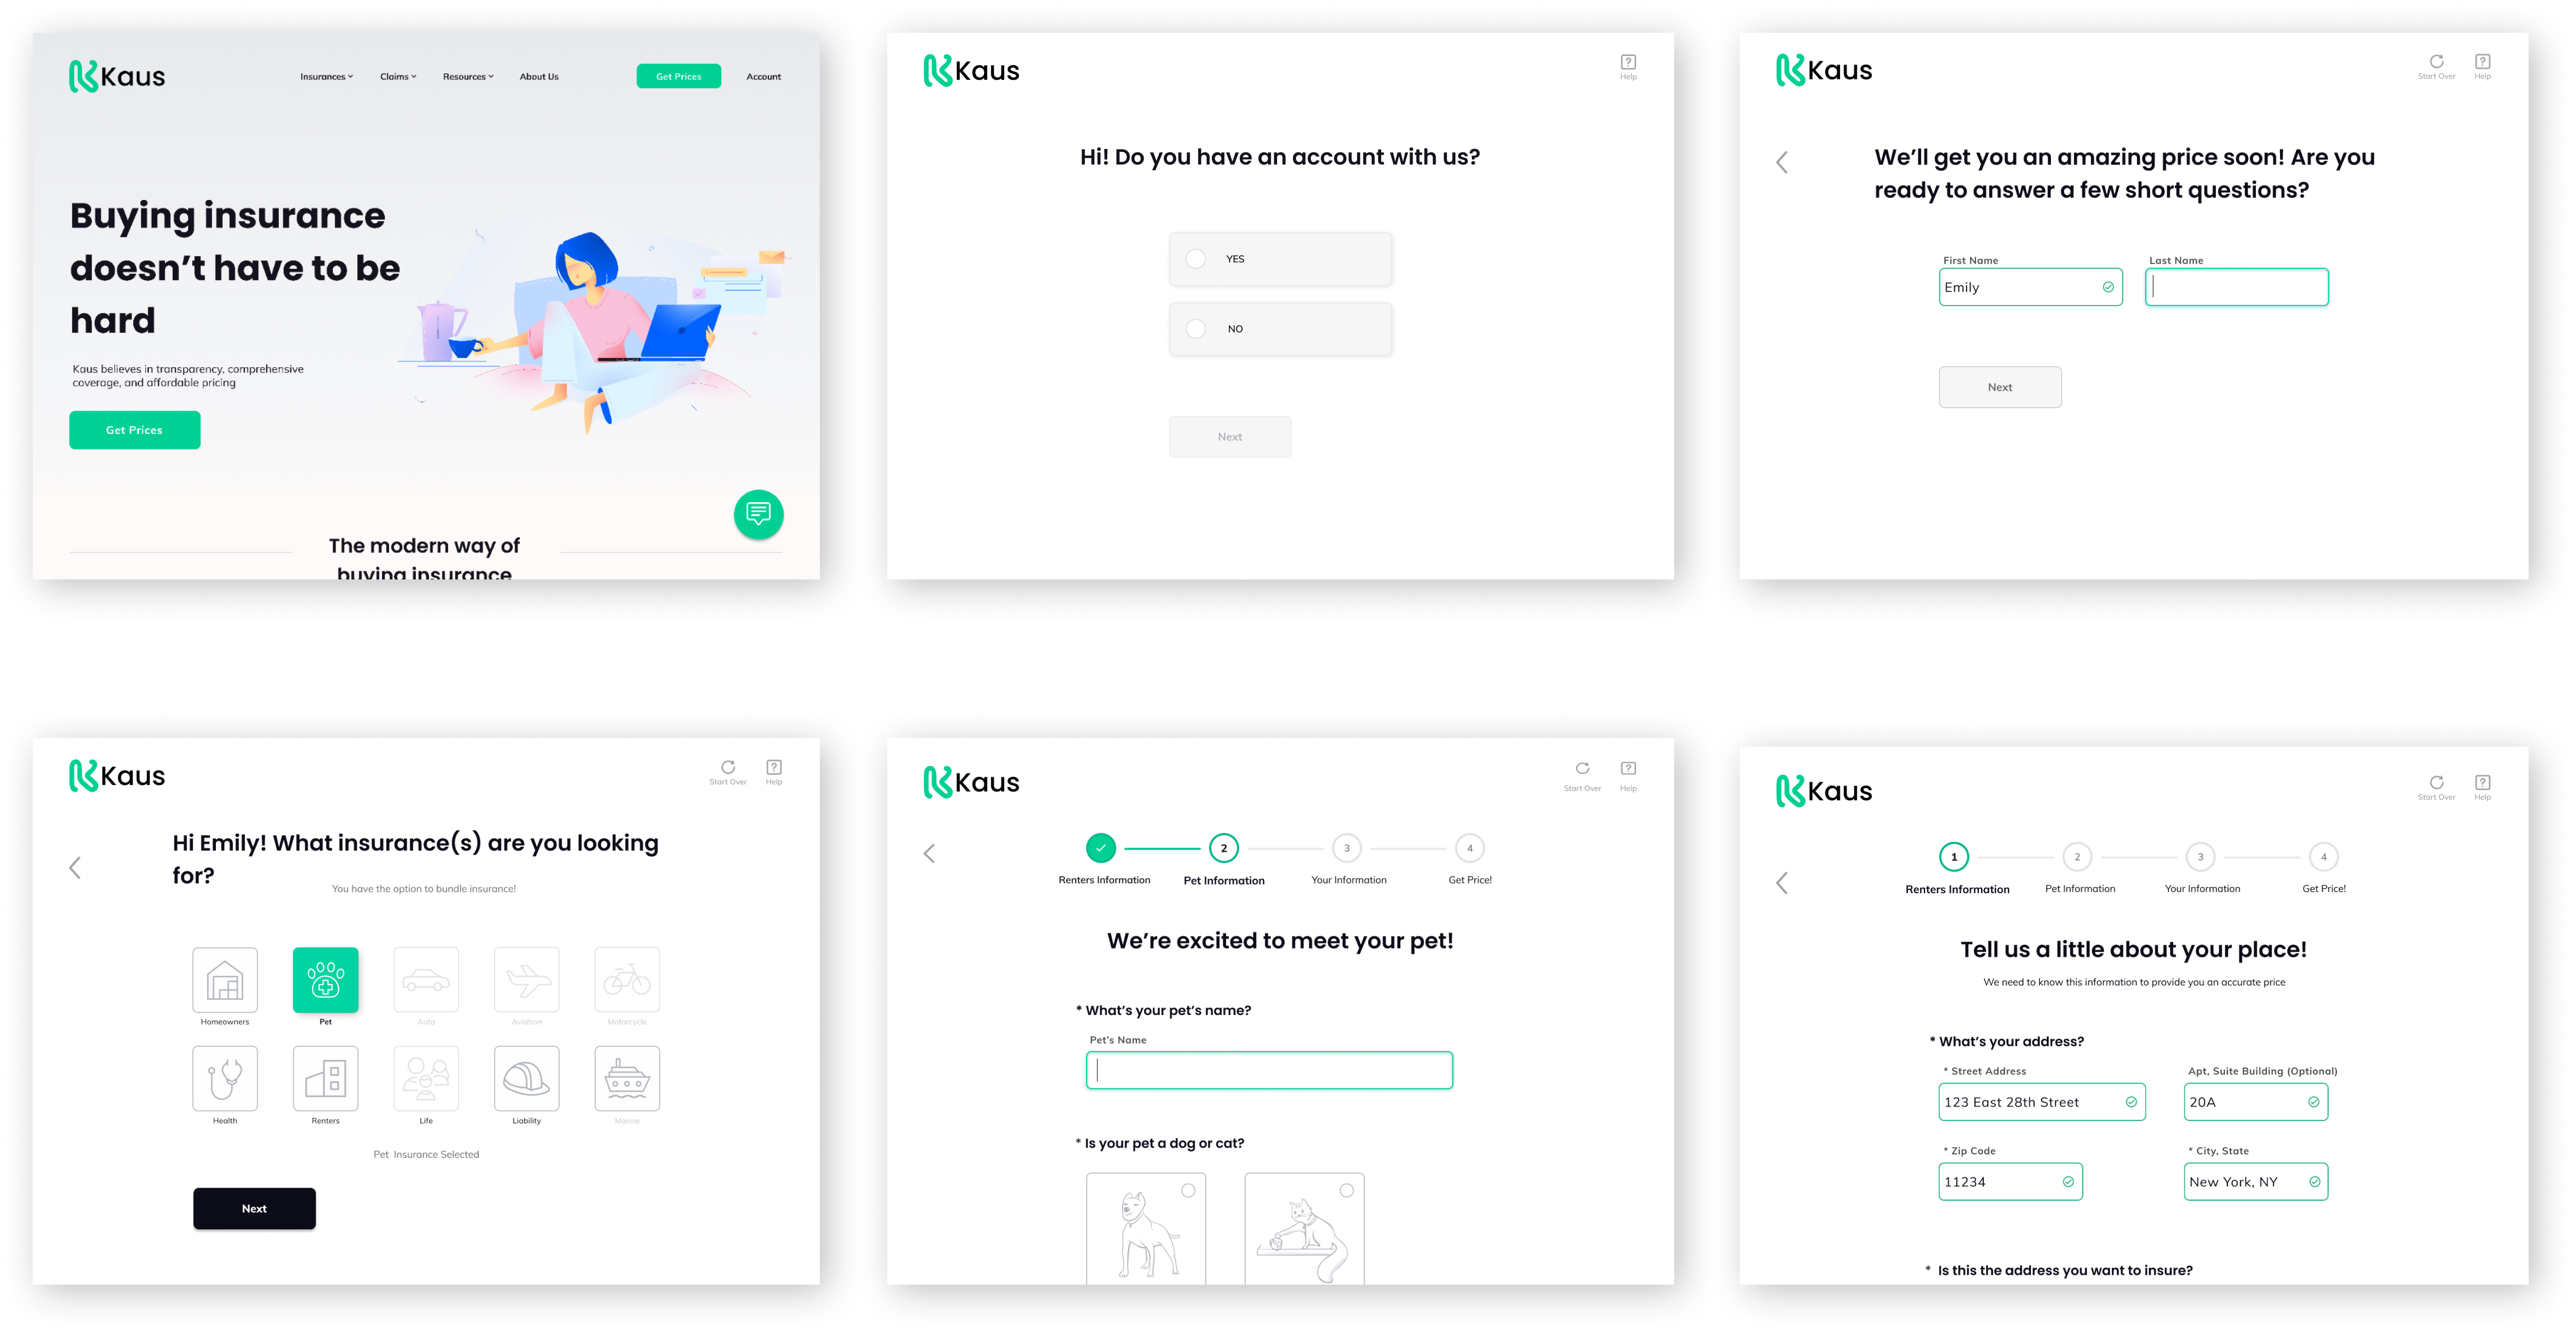 Kaus
Insurances
Claims
Resources
About Us
Get Prices
Account
Buying insurance
doesn’t have to be
hard
Kaus believes in transparency, comprehensive
coverage, and affordable pricing
Get Prices
The modern way of
buying insurance
Kaus
?
Help
Hi! Do you have an account with us?
YES
NO
Next
Kaus
Start Over
?
Help
We’ll get you an amazing price soon! Are you
ready to answer a few short questions?
First Name
Last Name
Emily
Next
Kaus
Start Over
?
Help
Hi Emily! What insurance(s) are you looking
for?
You have the option to bundle insurance!
Homeowners
Pet
Auto
Aviation
Motorcycle
Health
Renters
Life
Liability
Marine
Pet Insurance Selected
Next
Kaus
Start Over
?
Help
2
3
4
Renters Information
Pet Information
Your Information
Get Price!
We’re excited to meet your pet!
* What’s your pet’s name?
Pet’s Name
* Is your pet a dog or cat?
Kaus
Start Over
?
Help
1
2
3
4
Renters Information
Pet Information
Your Information
Get Price!
Tell us a little about your place!
We need to know this information to provide you an accurate price
* What’s your address?
* Street Address
Apt, Suite Building (Optional)
123 East 28th Street
20A
* Zip Code
* City, State
11234
New York, NY
* Is this the address you want to insure?